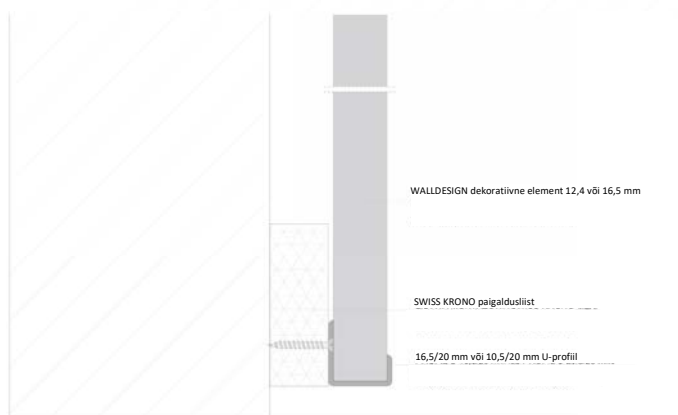 WALLDESIGN dekoratiivne element 12,4 või 16,5 mm
SWISS KRONO paigaldusliist
16,5/20 mm või 10,5/20 mm U-profiil